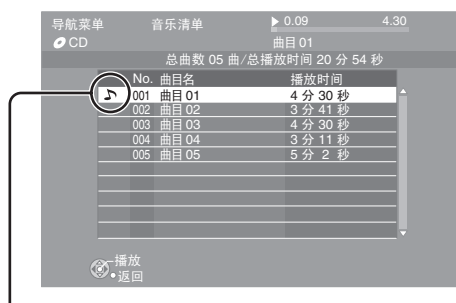 导航菜单 音乐清单 0.09 4.30
CD 曲目 01
总曲数 05 曲/总播放时间 20 分 54 秒
No. 曲目名 播放时间
001 曲目 01 4 分 30 秒
002 曲目 02 3 分 41 秒
003 曲目 03 4 分 30 秒
004 曲目 04 3 分 11 秒
005 曲目 05 5 分 2 秒
播放
返回